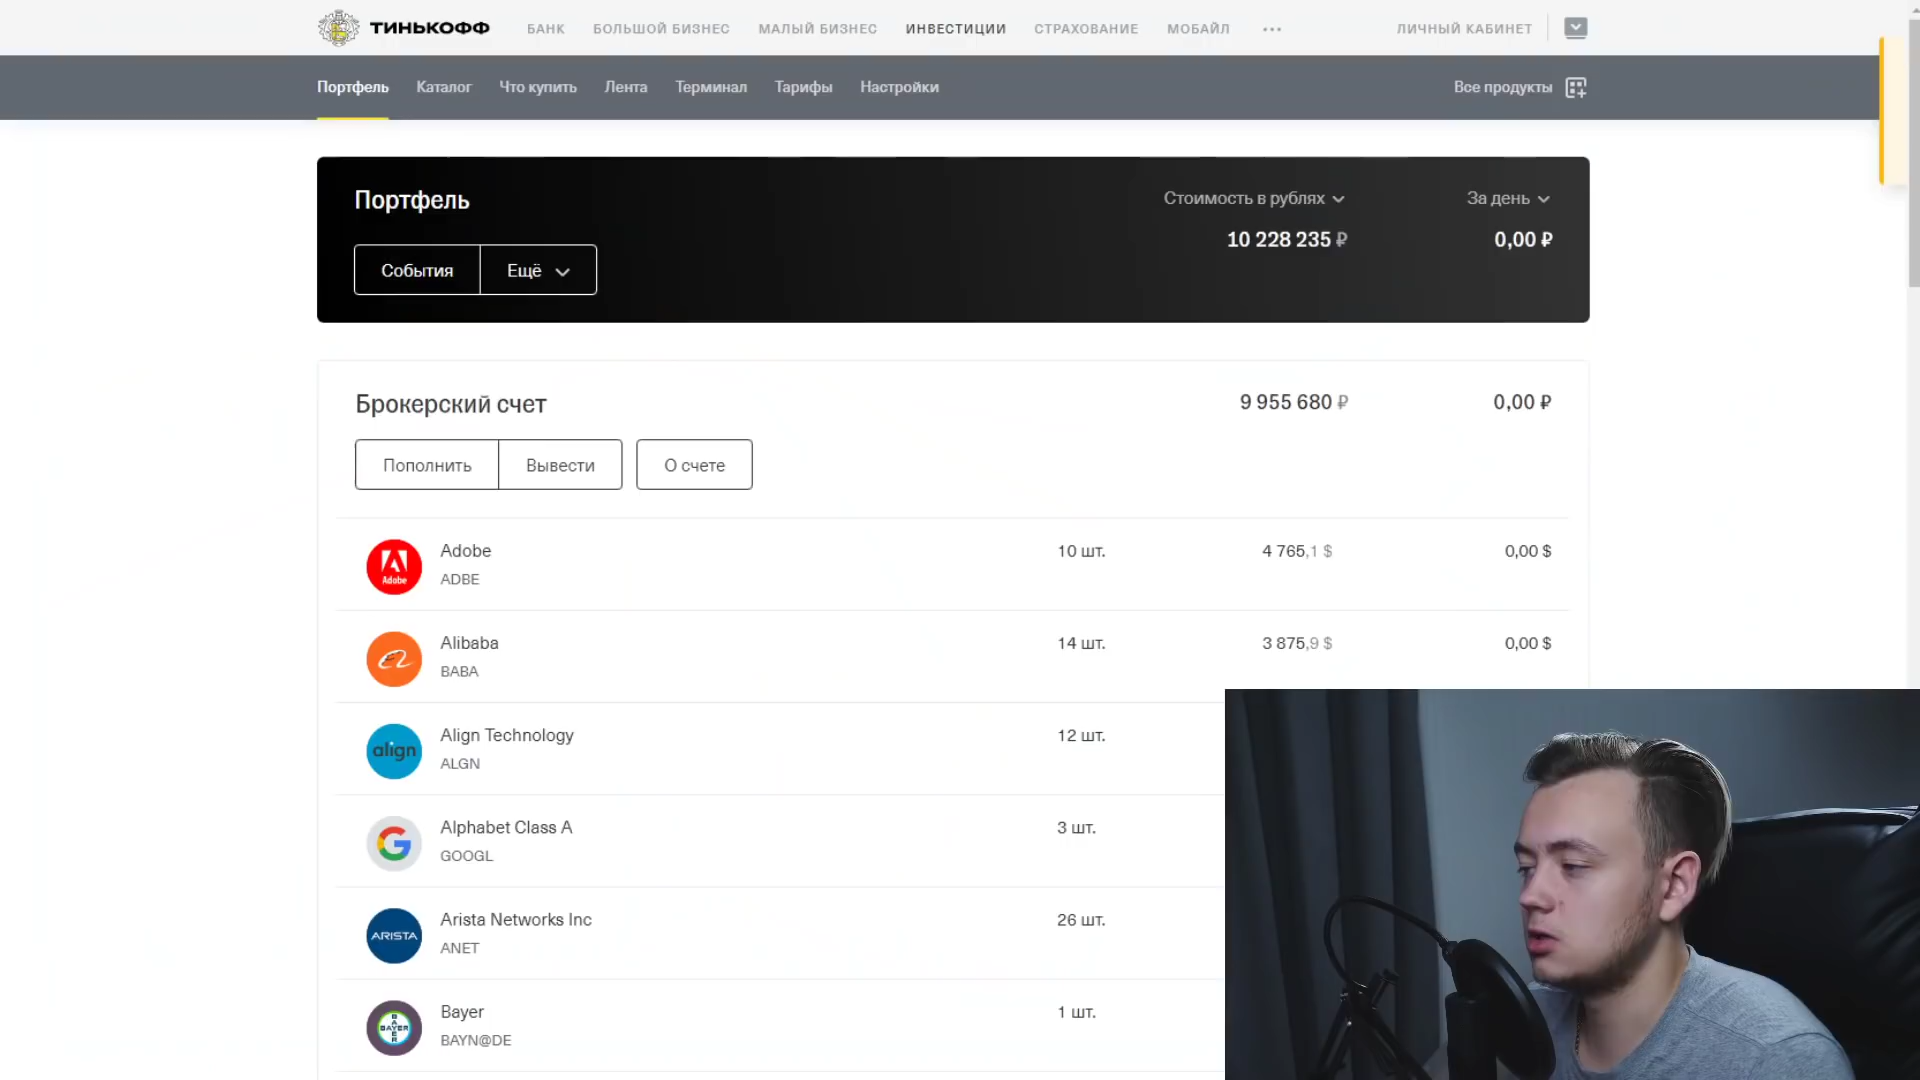 ТИНЬКОФФ БАНК БОЛЬШОЙ БИЗНЕС МАЛЫЙ БИЗНЕС ИНВЕСТИЦИИ СТРАХОВАНИЕ МОБАЙЛ ЛИЧНЫЙ КАБИНЕТ
Портфель Каталог Что купить Лента Терминал Тарифы Настройки Все продукты
Портфель Стоимость в рублях За день
10 228 235 ₽ 0,00 ₽
События Ещё
Брокерский счет 9 955 680 ₽ 0,00 ₽
Пополнить Вывести О счете
Adobe 10 шт. 4 765,1 $ 0,00 $
Adobe
ADBE
Alibaba 14 шт. 3 875,9 $ 0,00 $
BABA
Align Technology 12 шт.
align
ALGN
Alphabet Class A 3 шт.
G
GOOGL
Arista Networks Inc 26 шт.
ARISTA
ANET
Bayer 1 шт.
BAYER
BAYN@DE